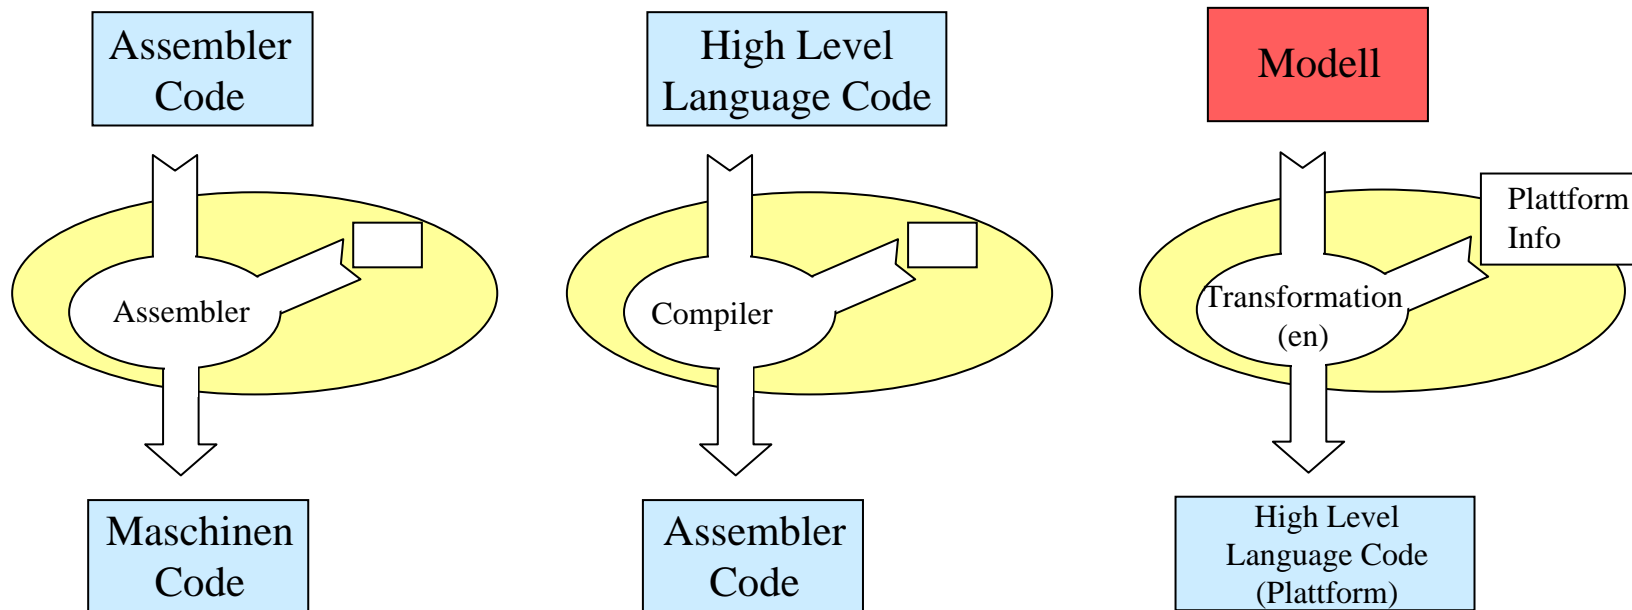 Assembler
Code
High Level
Language Code
Modell
Plattform
Info
Assembler
Compiler
Transformation
(en)
Maschinen
Code
Assembler
Code
High Level
Language Code
(Plattform)